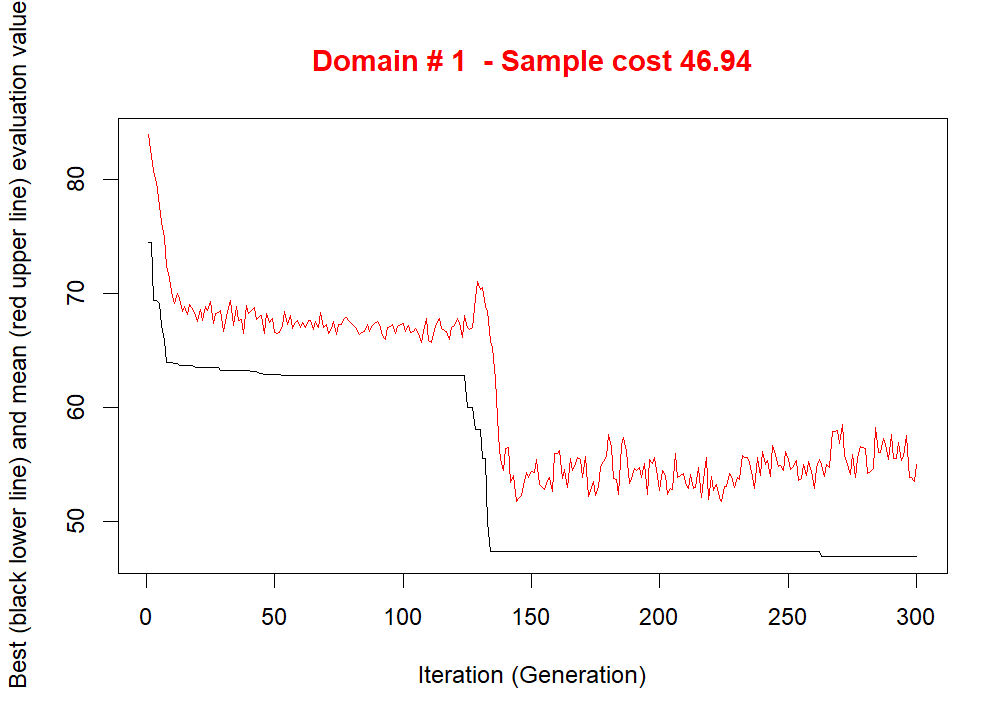 Domain # 1  - Sample cost 46.94
Best (black lower line) and mean (red upper line) evaluation value
80
70
60
50
0 50 100 150 200 250 300
Iteration (Generation)